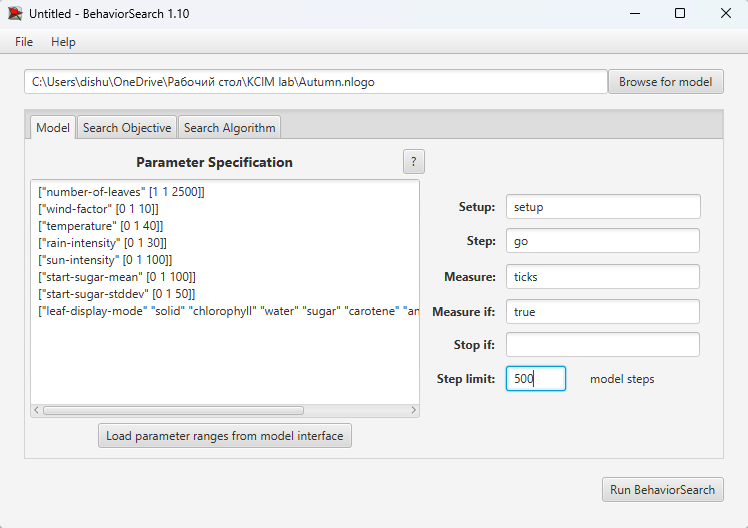 Untitled - BehaviorSearch 1.10
File Help
C:\Users\dishu\OneDrive\Рабочий стол\KCIM lab\Autumn.nlogo
Browse for model
Model Search Objective Search Algorithm
Parameter Specification
?
["number-of-leaves" [1 1 2500]]
["wind-factor" [0 1 10]]
["temperature" [0 1 40]]
["rain-intensity" [0 1 30]]
["sun-intensity" [0 1 100]]
["start-sugar-mean" [0 1 100]]
["start-sugar-stddev" [0 1 50]]
["leaf-display-mode" "solid" "chlorophyll" "water" "sugar" "carotene" "an
Load parameter ranges from model interface
Setup: setup
Step: go
Measure: ticks
Measure if: true
Stop if:
Step limit: 500 model steps
Run BehaviorSearch